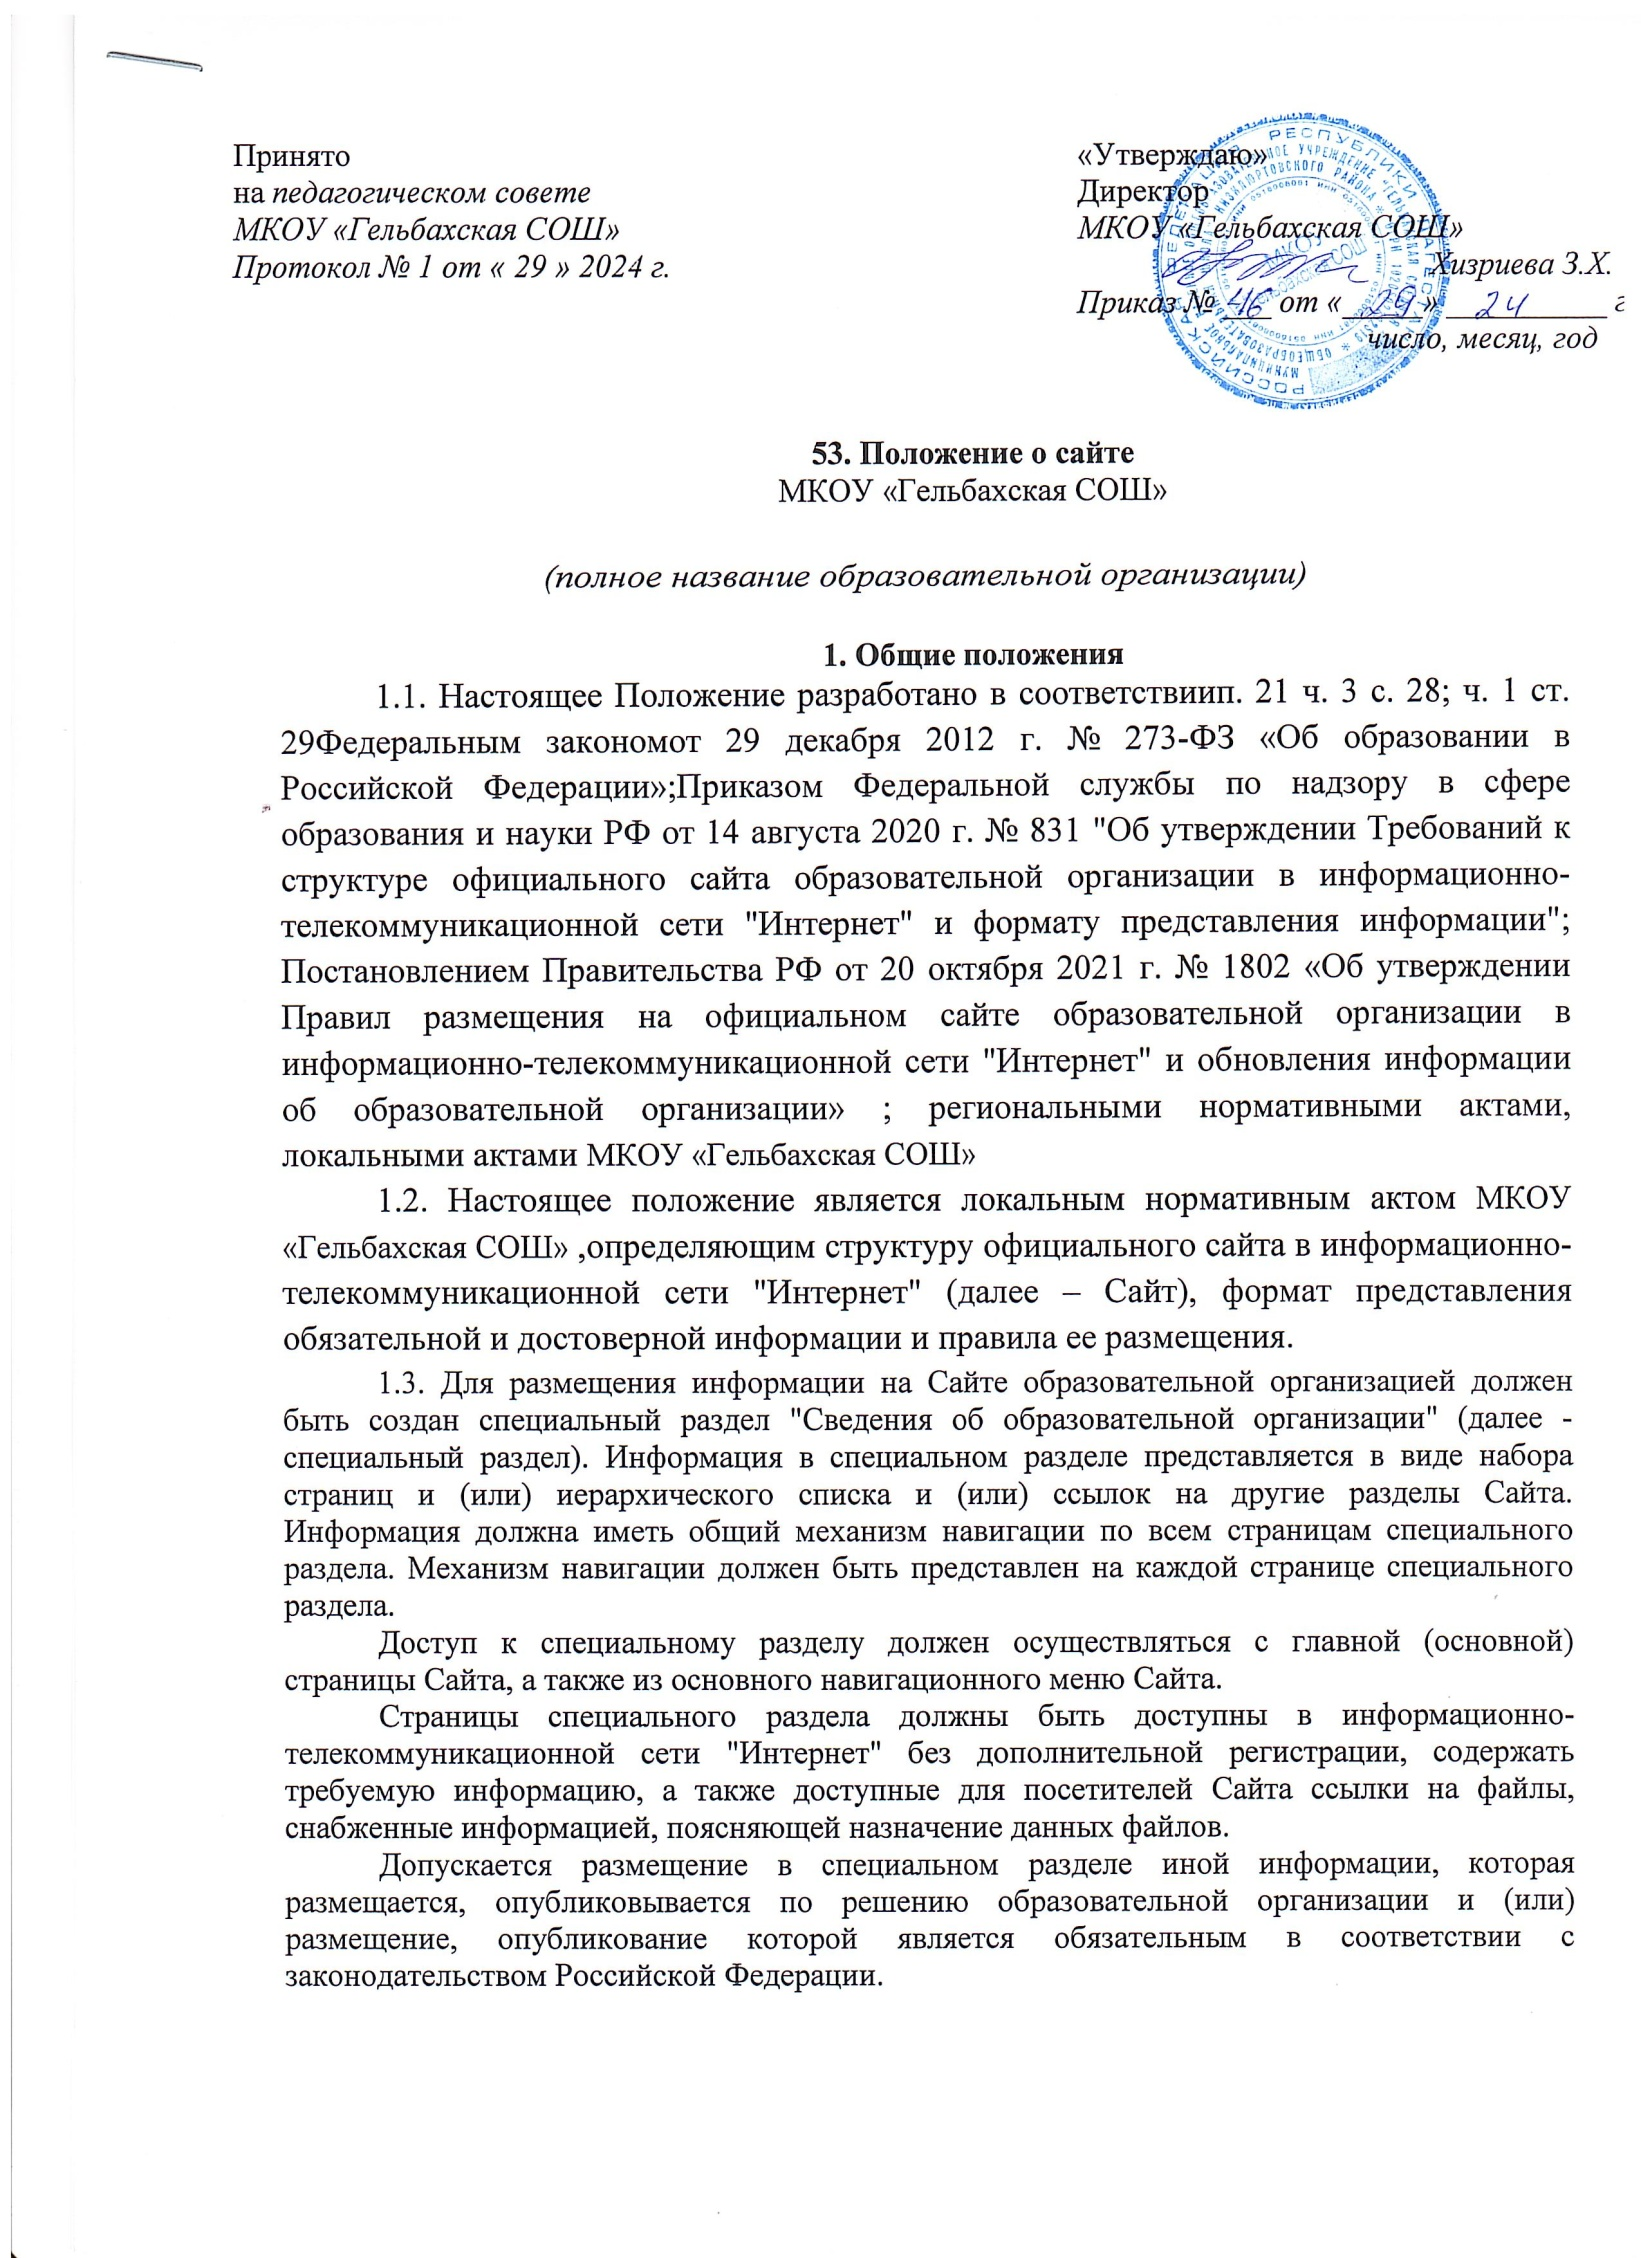 Принято
на педагогическом совете
МКОУ «Гельбахская СОШ»
Протокол № 1 от « 29 » 2024 г.
«Утверждаю»
Директор
МКОУ «Гельбахская СОШ»
Хизриева З.Х.
Приказ № 46 от « 29 » 24 г
число, месяц, год
53. Положение о сайте
МКОУ «Гельбахская СОШ»
(полное название образовательной организации)
1. Общие положения
1.1. Настоящее Положение разработано в соответствиип. 21 ч. 3 с. 28; ч. 1 ст.
29Федеральным закономот 29 декабря 2012 г. № 273-ФЗ «Об образовании в
Российской Федерации»;Приказом Федеральной службы по надзору в сфере
образования и науки РФ от 14 августа 2020 г. № 831 "Об утверждении Требований к
структуре официального сайта образовательной организации в информационно-
телекоммуникационной сети "Интернет" и формату представления информации";
Постановлением Правительства РФ от 20 октября 2021 г. № 1802 «Об утверждении
Правил размещения на официальном сайте образовательной организации в
информационно-телекоммуникационной сети "Интернет" и обновления информации
об образовательной организации» ; региональными нормативными актами,
локальными актами МКОУ «Гельбахская СОШ»
1.2. Настоящее положение является локальным нормативным актом МКОУ
«Гельбахская СОШ» ,определяющим структуру официального сайта в информационно-
телекоммуникационной сети "Интернет" (далее – Сайт), формат представления
обязательной и достоверной информации и правила ее размещения.
1.3. Для размещения информации на Сайте образовательной организацией должен
быть создан специальный раздел "Сведения об образовательной организации" (далее -
специальный раздел). Информация в специальном разделе представляется в виде набора
страниц и (или) иерархического списка и (или) ссылок на другие разделы Сайта.
Информация должна иметь общий механизм навигации по всем страницам специального
раздела. Механизм навигации должен быть представлен на каждой странице специального
раздела.
Доступ к специальному разделу должен осуществляться с главной (основной)
страницы Сайта, а также из основного навигационного меню Сайта.
Страницы специального раздела должны быть доступны в информационно-
телекоммуникационной сети "Интернет" без дополнительной регистрации, содержать
требуемую информацию, а также доступные для посетителей Сайта ссылки на файлы,
снабженные информацией, поясняющей назначение данных файлов.
Допускается размещение в специальном разделе иной информации, которая
размещается, опубликовывается по решению образовательной организации и (или)
размещение, опубликование которой является обязательным в соответствии с
законодательством Российской Федерации.